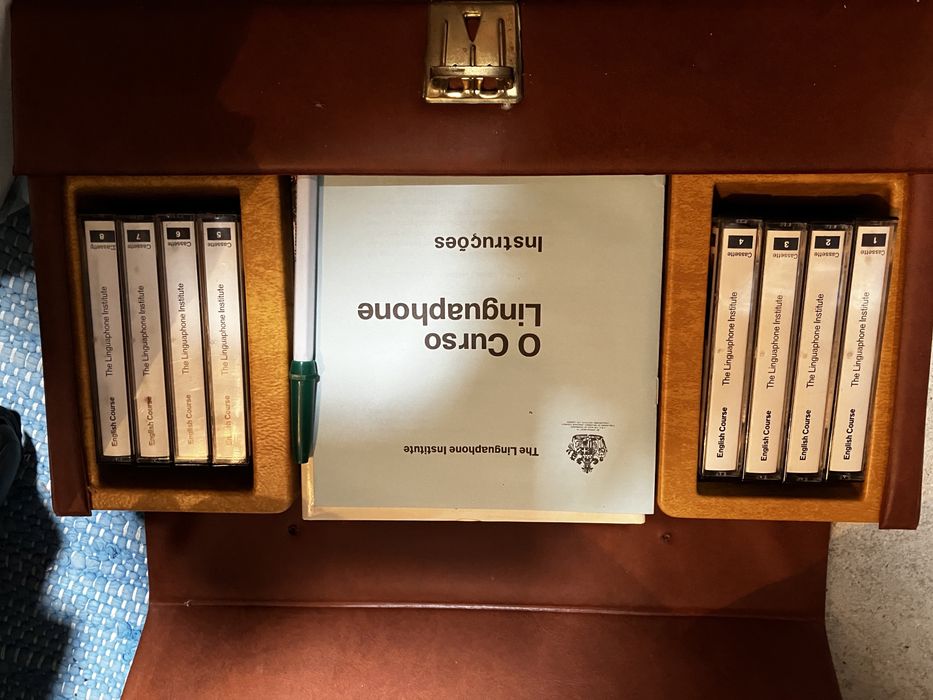 English Course The Linguaphone Institute
Cassette
1
English Course The Linguaphone Institute
Cassette
2
English Course The Linguaphone Institute
Cassette
3
English Course The Linguaphone Institute
Cassette
4
The Linguaphone Institute
O Curso
Linguaphone
Instruções
English Course The Linguaphone Institute
Cassette
5
English Course The Linguaphone Institute
Cassette
6
English Course The Linguaphone Institute
Cassette
7
English Course The Linguaphone Institute
Cassette
8